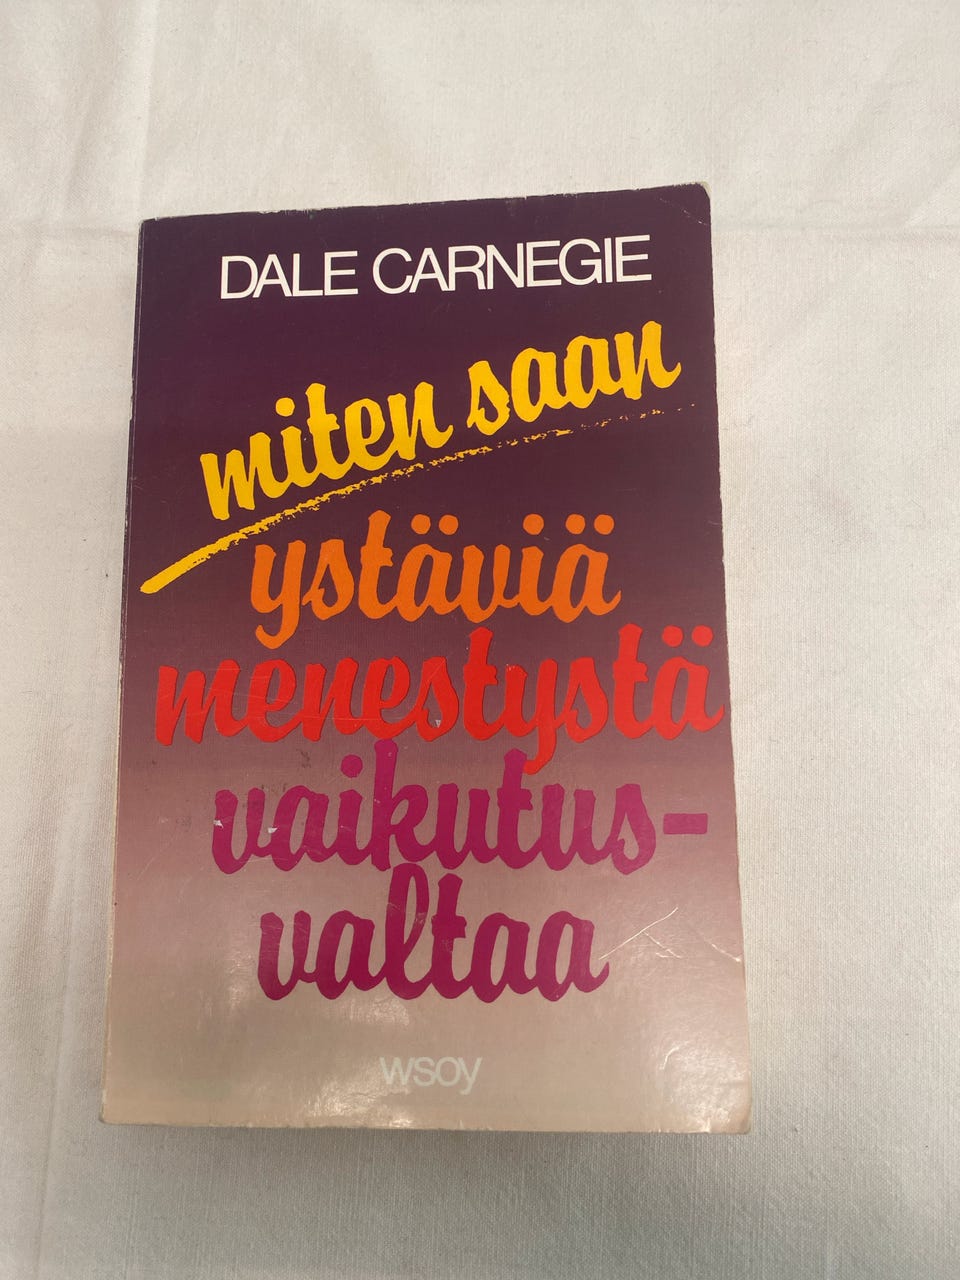 DALE CARNEGIE
miten saan
ystäviä
menestystä
vaikutus-
valtaa
wsoy